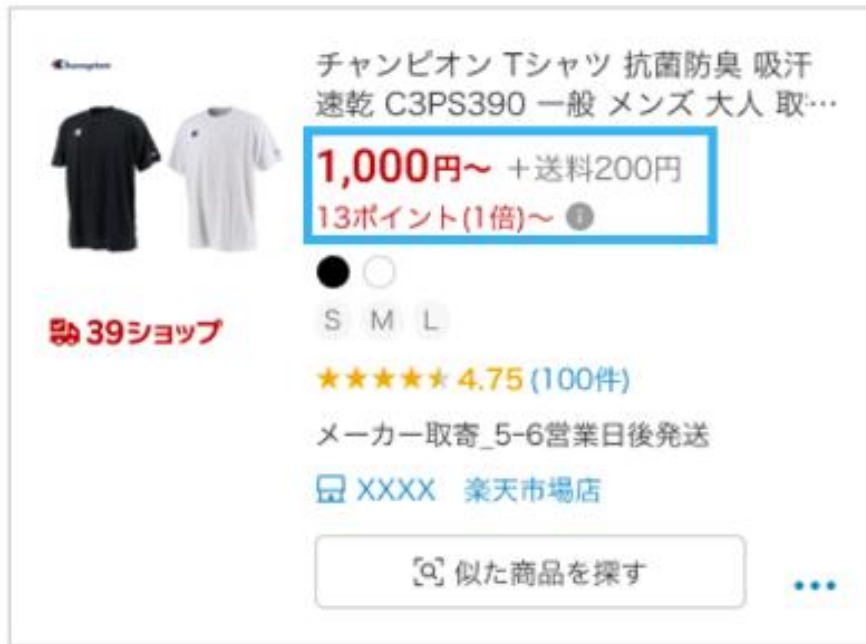 Champion
チャンピオン Tシャツ 抗菌防臭 吸汗
速乾 C3PS390 一般 メンズ 大人 取…
1,000円〜 +送料200円
13ポイント(1倍)〜
S M L
39ショップ
4.75 (100件)
メーカー取寄_5-6営業日後発送
XXXX 楽天市場店
似た商品を探す